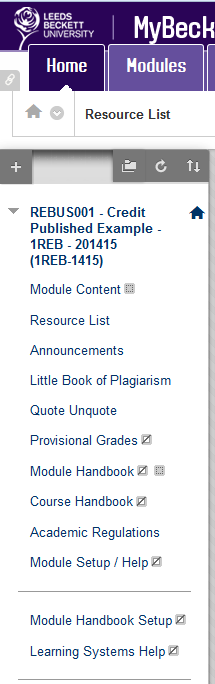 LEEDS
BECKETT
UNIVERSITY
MyBeck
Home
Modules
Resource List
REBUS001 - Credit
Published Example -
1REB - 201415
(1REB-1415)
Module Content
Resource List
Announcements
Little Book of Plagiarism
Quote Unquote
Provisional Grades
Module Handbook
Course Handbook
Academic Regulations
Module Setup / Help
Module Handbook Setup
Learning Systems Help